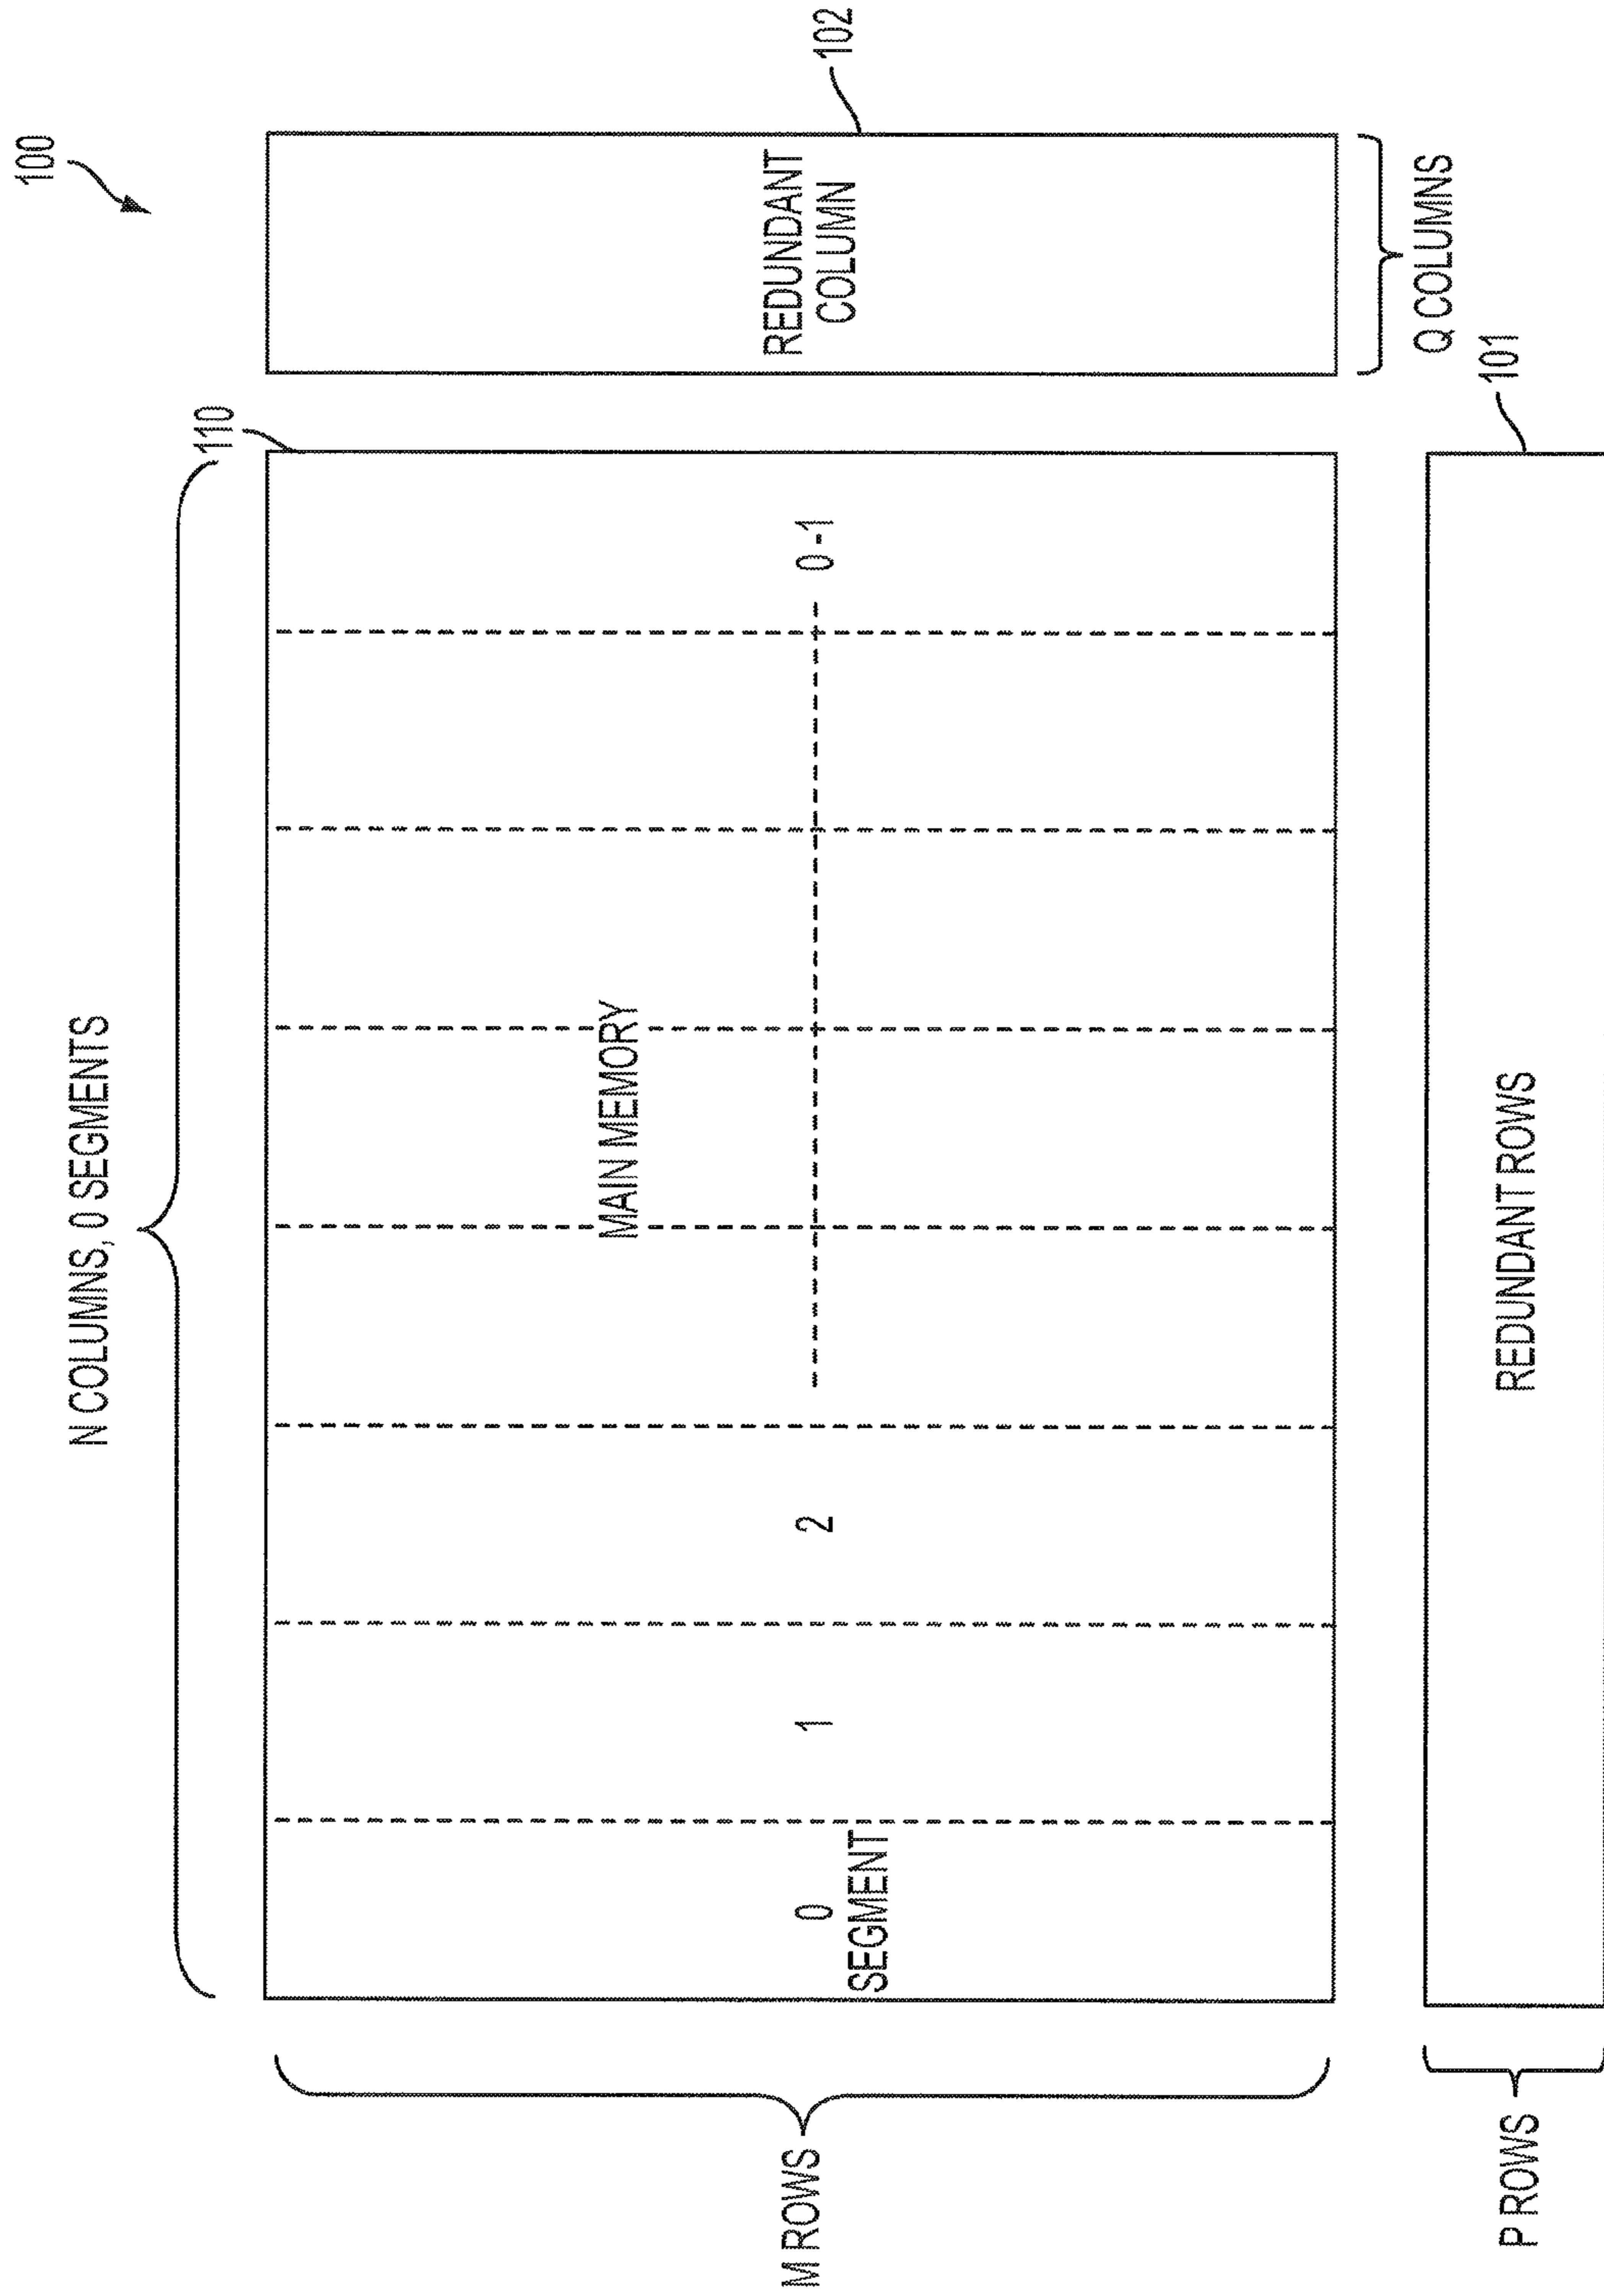 100
N COLUMNS, 0 SEGMENTS
110
MAIN MEMORY
M ROWS
0
SEGMENT
1
2
0-1
REDUNDANT
COLUMN
102
Q COLUMNS
101
P ROWS
REDUNDANT ROWS